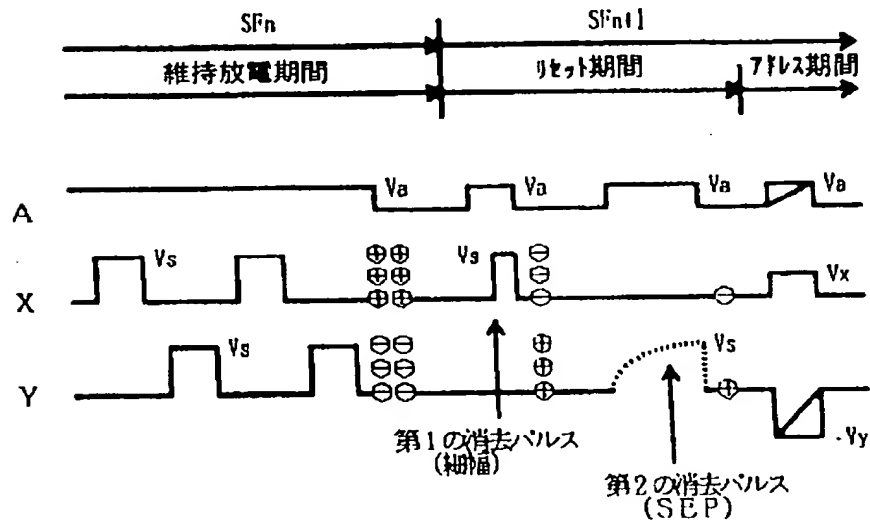 SFn
SFn+1
維持放電期間
リセット期間
アドレス期間
A
Va
Va
Va
Va
X
Vs
Vs
Vx
Y
Vs
Vs
-Vy
第1の消去パルス
(細幅)
第2の消去パルス
(SEP)